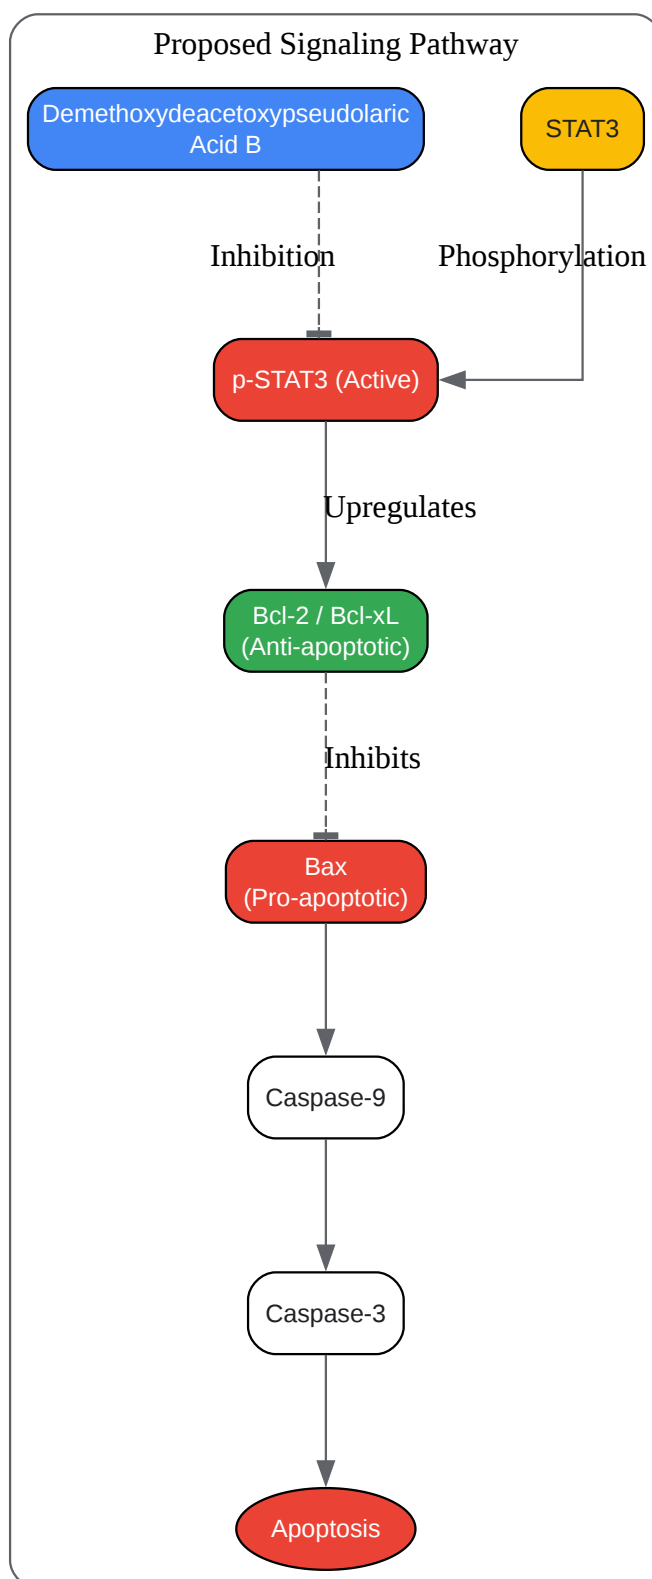 Proposed Signaling Pathway
Demethoxydeacetoxypseudolaric
Acid B
STAT3
Inhibition
Phosphorylation
p-STAT3 (Active)
Upregulates
Bcl-2 / Bcl-xL
(Anti-apoptotic)
Inhibits
Bax
(Pro-apoptotic)
Caspase-9
Caspase-3
Apoptosis